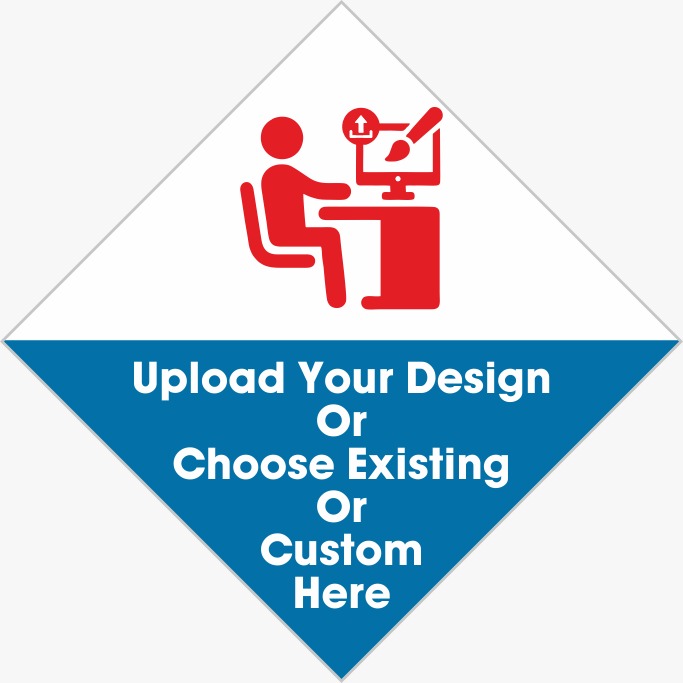 Upload Your Design
Or
Choose Existing
Or
Custom
Here